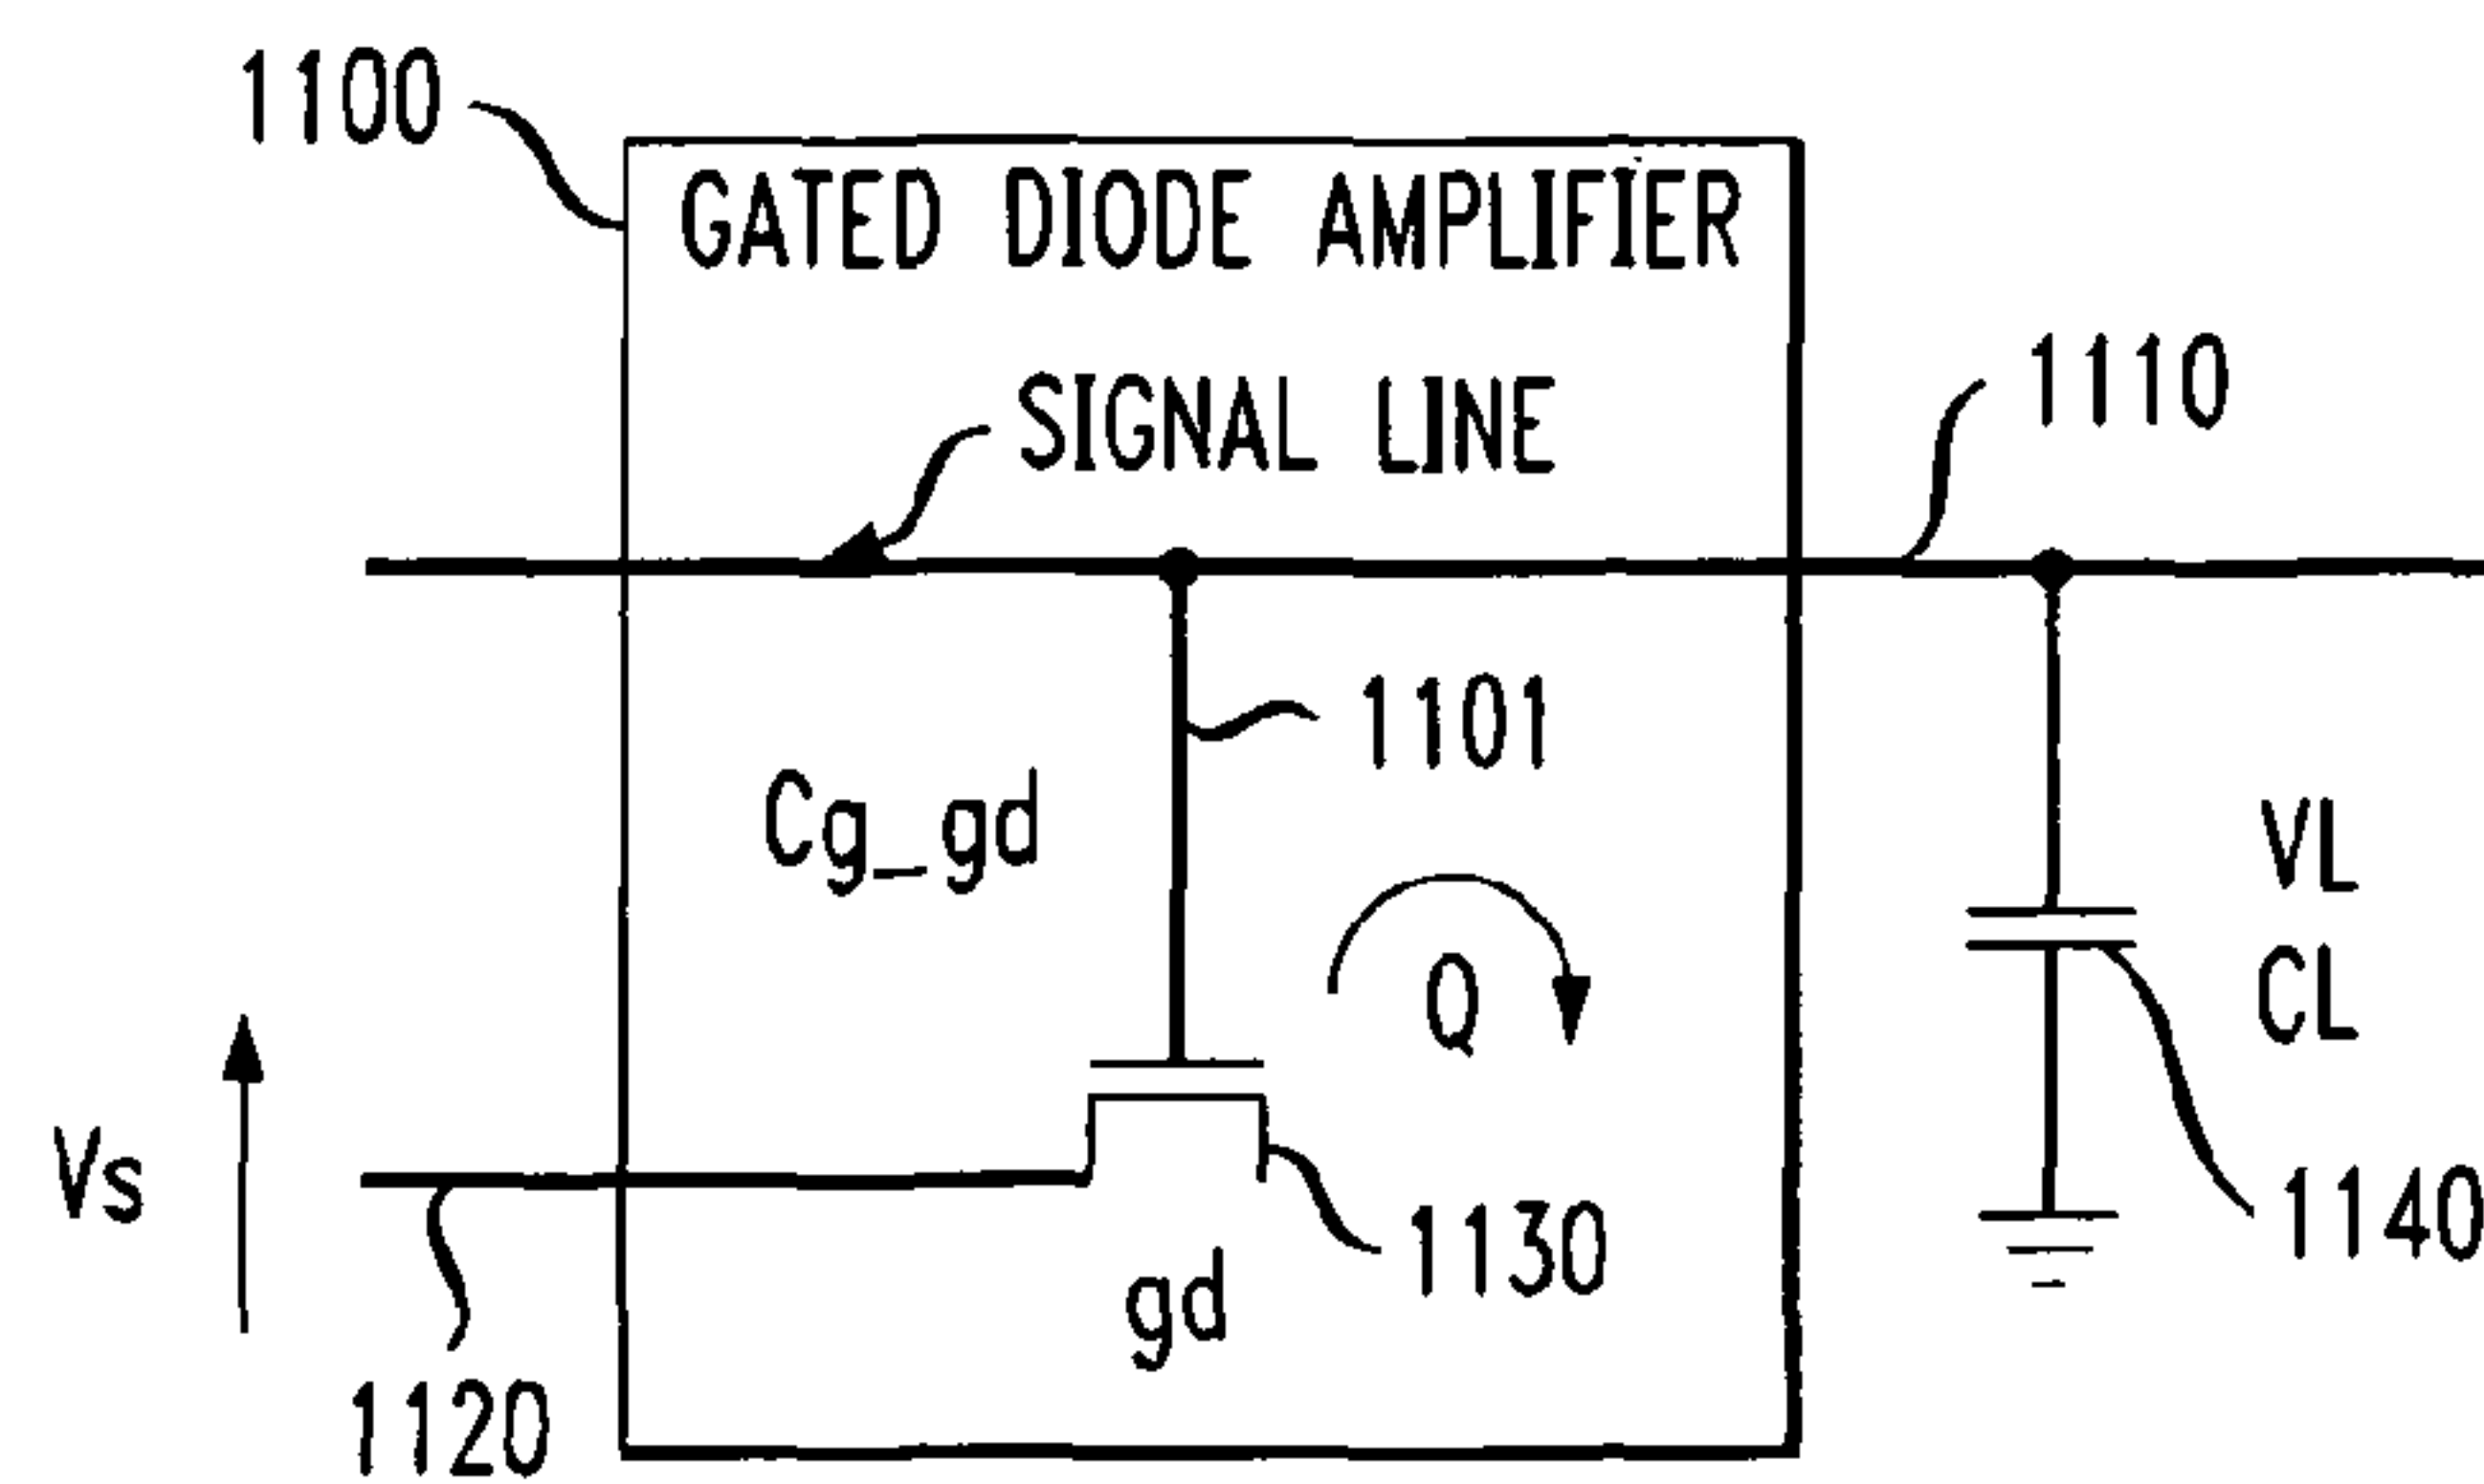 1100
GATED DIODE AMPLIFIER
SIGNAL LINE
1110
1101
Cg_gd
VL
Q
CL
Vs
1130
1140
gd
1120